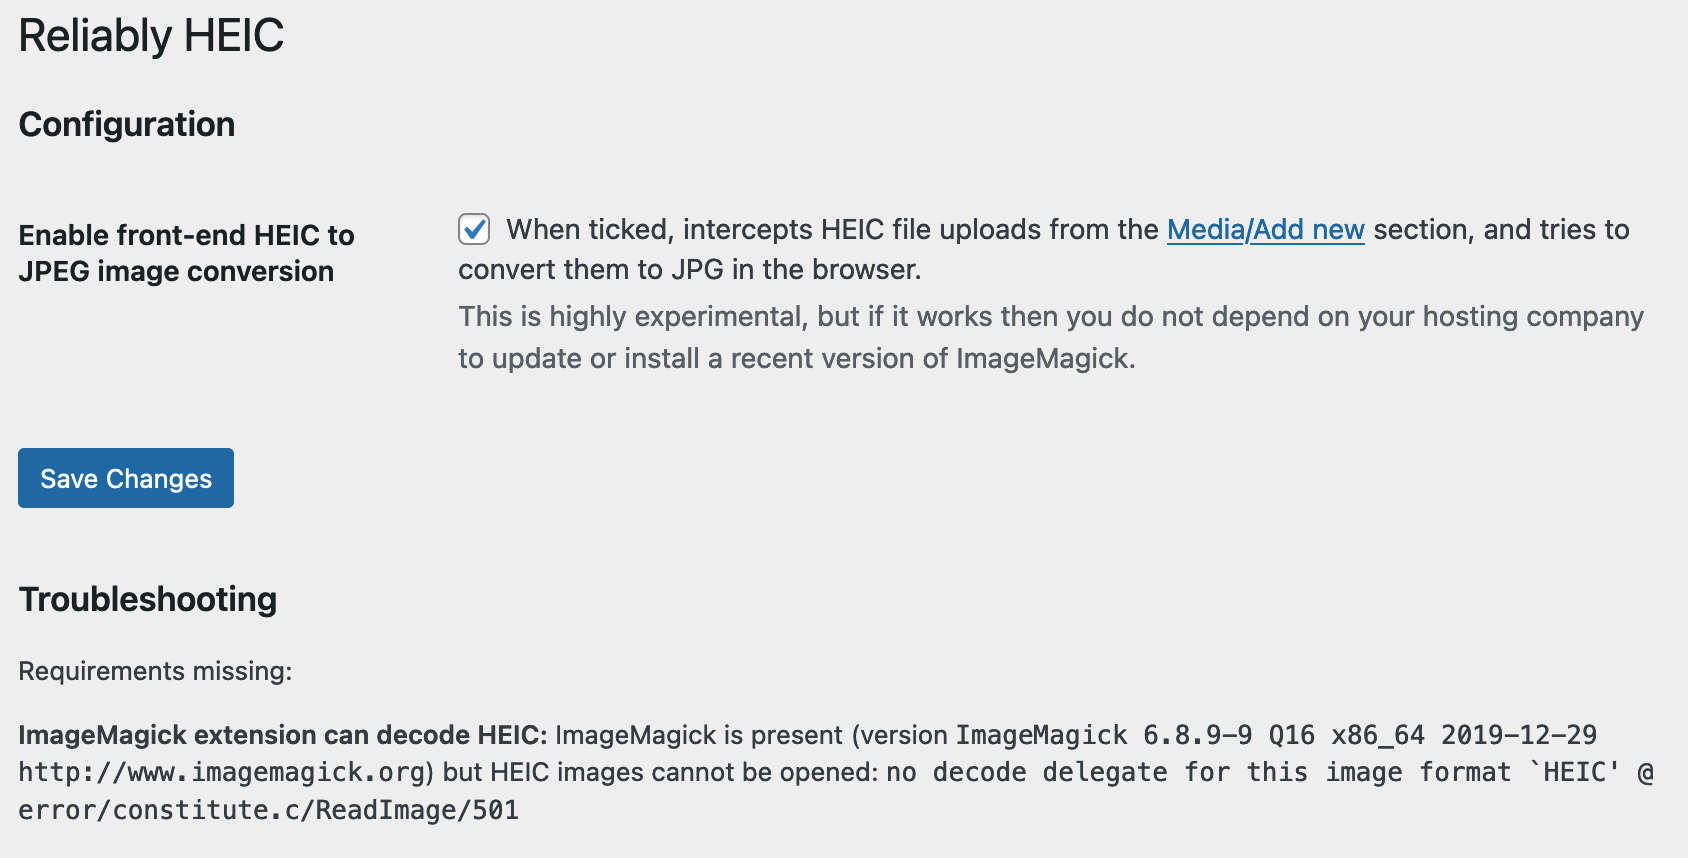 Reliably HEIC
Configuration
Enable front-end HEIC to
JPEG image conversion
When ticked, intercepts HEIC file uploads from the Media/Add new section, and tries to
convert them to JPG in the browser.
This is highly experimental, but if it works then you do not depend on your hosting company
to update or install a recent version of ImageMagick.
Save Changes
Troubleshooting
Requirements missing:
ImageMagick extension can decode HEIC: ImageMagick is present (version ImageMagick 6.8.9-9 Q16 x86_64 2019-12-29
http://www.imagemagick.org) but HEIC images cannot be opened: no decode delegate for this image format `HEIC' @
error/constitute.c/ReadImage/501